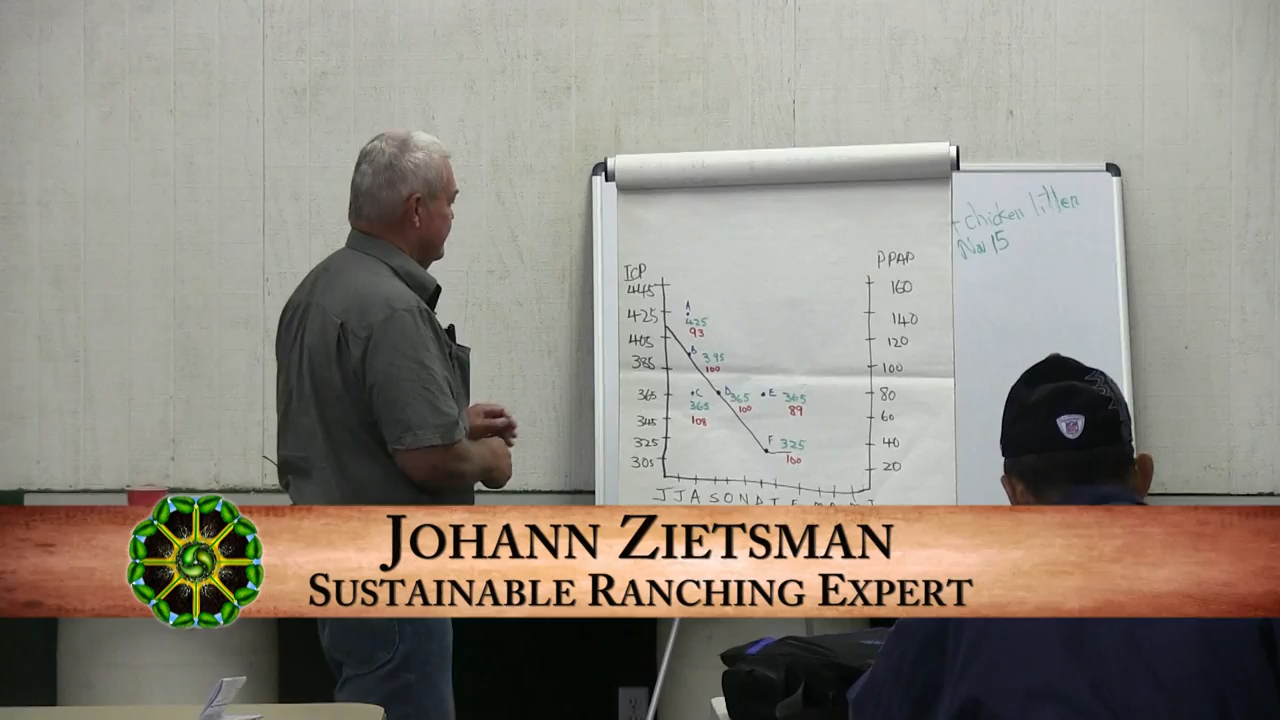 + chicken litter
Nov 15
ICP
PPAP
445
425
405
385
365
345
325
305
160
140
120
100
80
60
40
20
A
425
93
B 395
100
C
365
108
D 365
100
E 365
89
F 325
100
J J A S O N
JOHANN ZIETSMAN
SUSTAINABLE RANCHING EXPERT